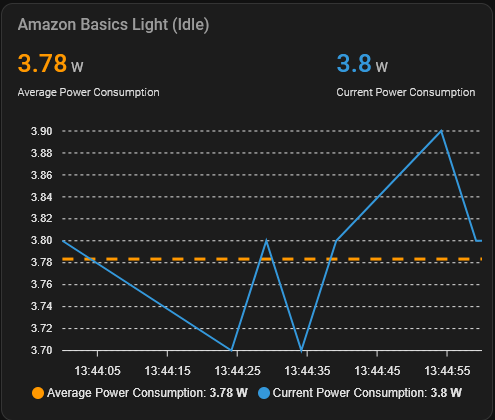 Amazon Basics Light (Idle)
3.78 W 3.8 W
Average Power Consumption Current Power Consumption
3.90
3.88
3.86
3.84
3.82
3.80
3.78
3.76
3.74
3.72
3.70
13:44:05 13:44:15 13:44:25 13:44:35 13:44:45 13:44:55
Average Power Consumption: 3.78 W Current Power Consumption: 3.8 W